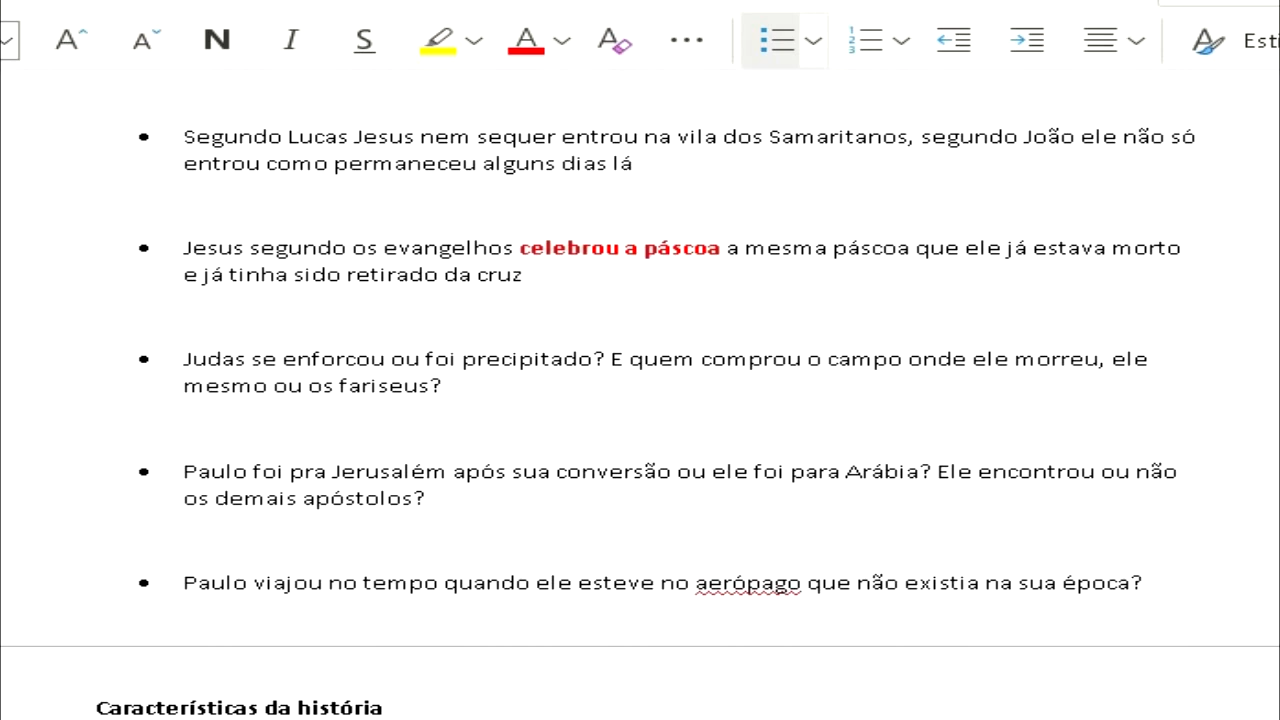 N I S A A Esti
Segundo Lucas Jesus nem sequer entrou na vila dos Samaritanos, segundo João ele não só
entrou como permaneceu alguns dias lá
Jesus segundo os evangelhos celebrou a páscoa a mesma páscoa que ele já estava morto
e já tinha sido retirado da cruz
Judas se enforcou ou foi precipitado? E quem comprou o campo onde ele morreu, ele
mesmo ou os fariseus?
Paulo foi pra Jerusalém após sua conversão ou ele foi para Arábia? Ele encontrou ou não
os demais apóstolos?
Paulo viajou no tempo quando ele esteve no aerópago que não existia na sua época?
Características da história